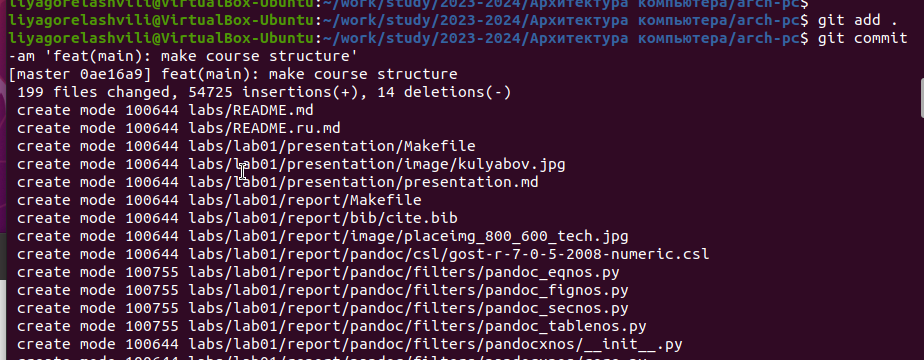 liyagorelashvili@VirtualBox-Ubuntu:~/work/study/2023-2024/Архитектура компьютера/arch-pc$
liyagorelashvili@VirtualBox-Ubuntu:~/work/study/2023-2024/Архитектура компьютера/arch-pc$ git add .
liyagorelashvili@VirtualBox-Ubuntu:~/work/study/2023-2024/Архитектура компьютера/arch-pc$ git commit
-am 'feat(main): make course structure'
[master 0ae16a9] feat(main): make course structure
 199 files changed, 54725 insertions(+), 14 deletions(-)
 create mode 100644 labs/README.md
 create mode 100644 labs/README.ru.md
 create mode 100644 labs/lab01/presentation/Makefile
 create mode 100644 labs/lab01/presentation/image/kulyabov.jpg
 create mode 100644 labs/lab01/presentation/presentation.md
 create mode 100644 labs/lab01/report/Makefile
 create mode 100644 labs/lab01/report/bib/cite.bib
 create mode 100644 labs/lab01/report/image/placeimg_800_600_tech.jpg
 create mode 100644 labs/lab01/report/pandoc/csl/gost-r-7-0-5-2008-numeric.csl
 create mode 100755 labs/lab01/report/pandoc/filters/pandoc_eqnos.py
 create mode 100755 labs/lab01/report/pandoc/filters/pandoc_fignos.py
 create mode 100755 labs/lab01/report/pandoc/filters/pandoc_secnos.py
 create mode 100755 labs/lab01/report/pandoc/filters/pandoc_tablenos.py
 create mode 100644 labs/lab01/report/pandoc/filters/pandocxnos/__init__.py